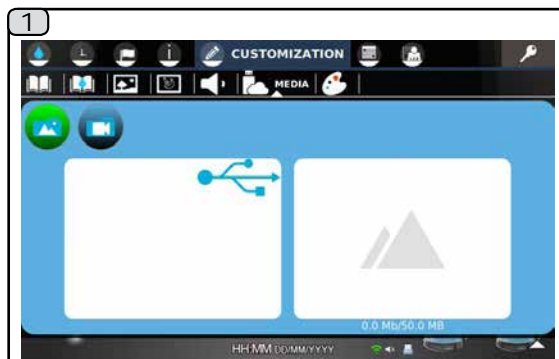 1
CUSTOMIZATION
MEDIA
0.0 Mb/50.0 MB
HH:MM DD/MM/YYYY